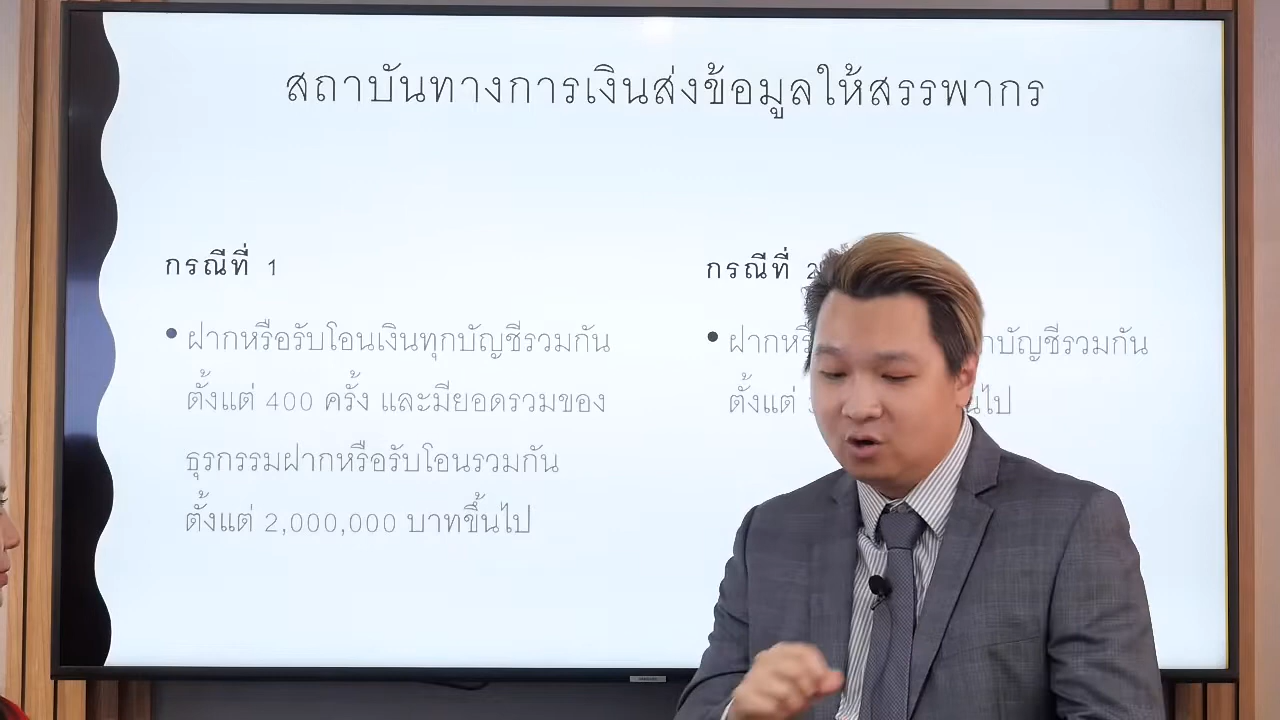 สถาบันทางการเงินส่งข้อมูลให้สรรพากร
กรณีที่ 1
• ฝากหรือรับโอนเงินทุกบัญชีรวมกัน
ตั้งแต่ 400 ครั้ง และมียอดรวมของ
ธุรกรรมฝากหรือรับโอนรวมกัน
ตั้งแต่ 2,000,000 บาทขึ้นไป
กรณีที่ 2
• บัญชีรวมกัน
ตั้งแต่